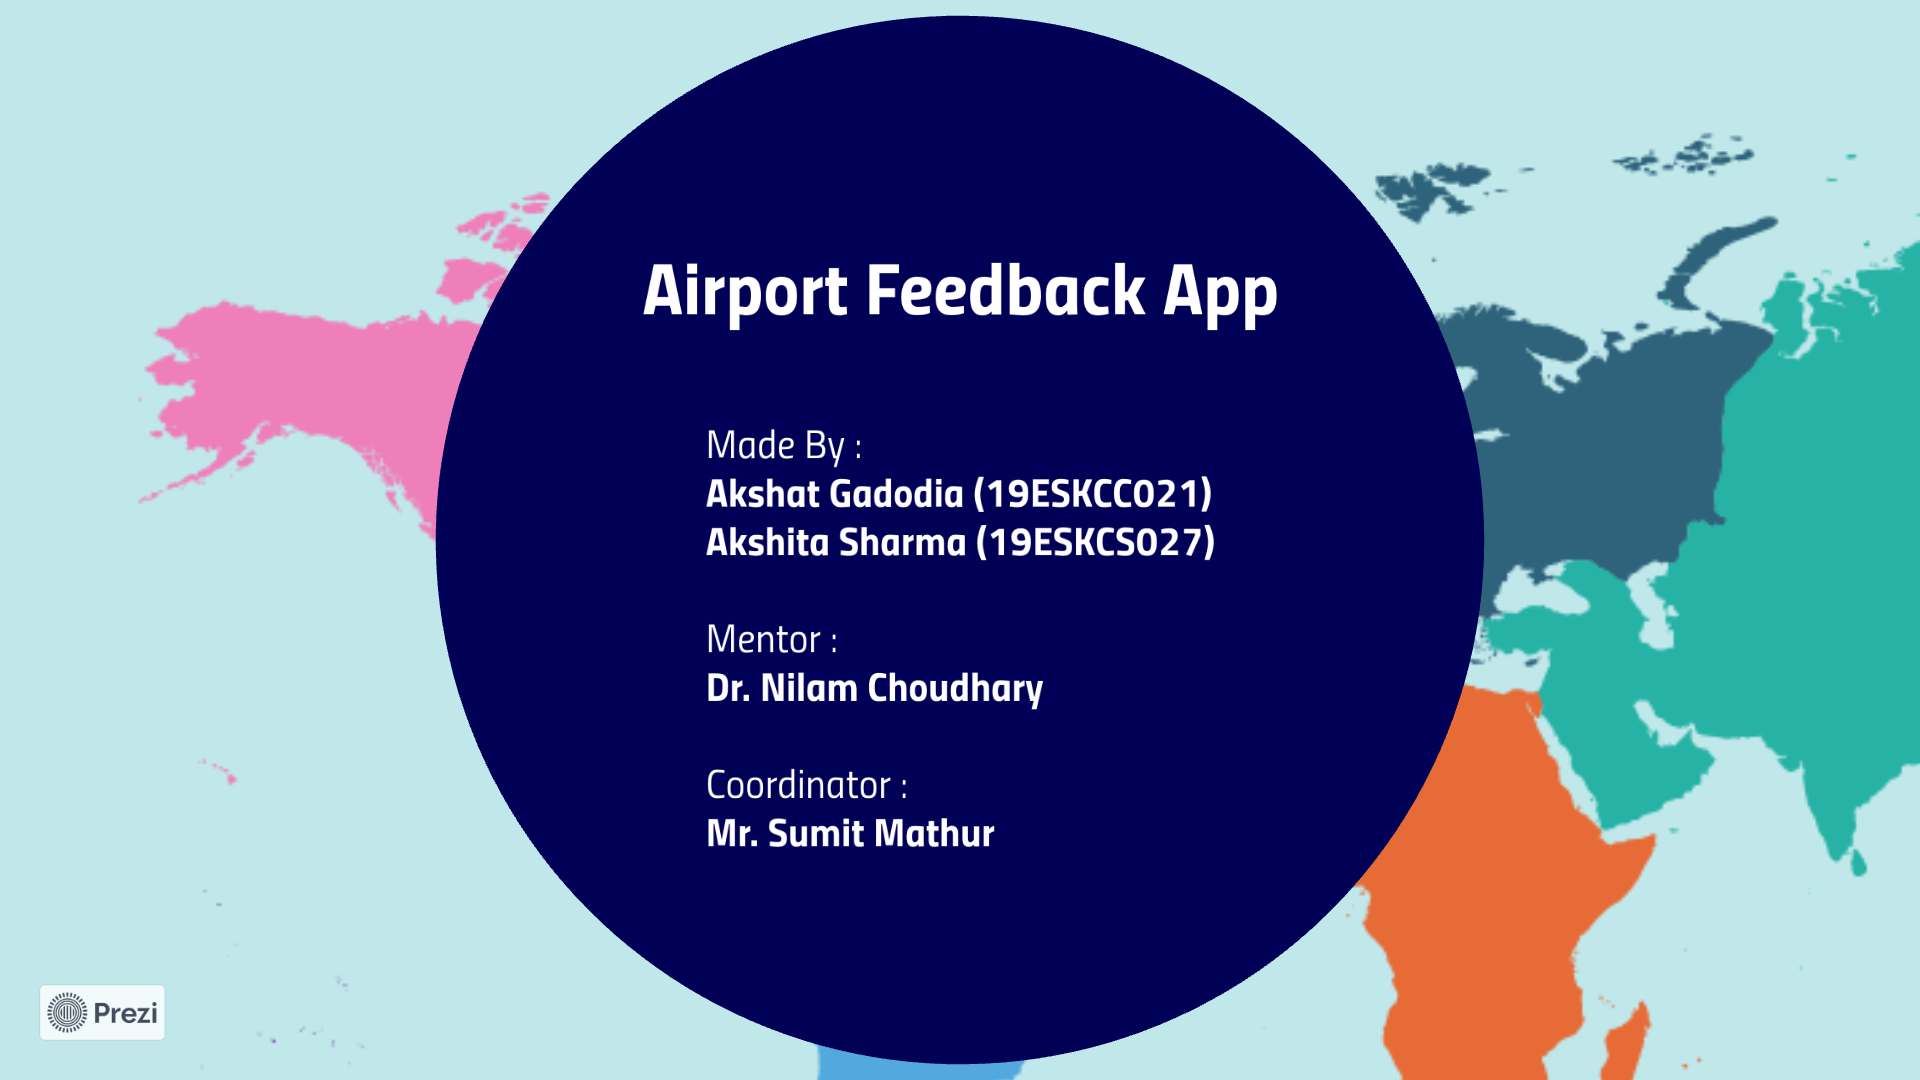 Airport Feedback App
Made By :
Akshat Gadodia (19ESKCC021)
Akshita Sharma (19ESKCS027)
Mentor :
Dr. Nilam Choudhary
Coordinator :
Mr. Sumit Mathur
Prezi